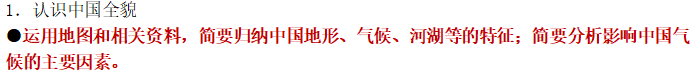 1．认识中国全貌
●运用地图和相关资料，简要归纳中国地形、气候、河湖等的特征；简要分析影响中国气
候的主要因素。